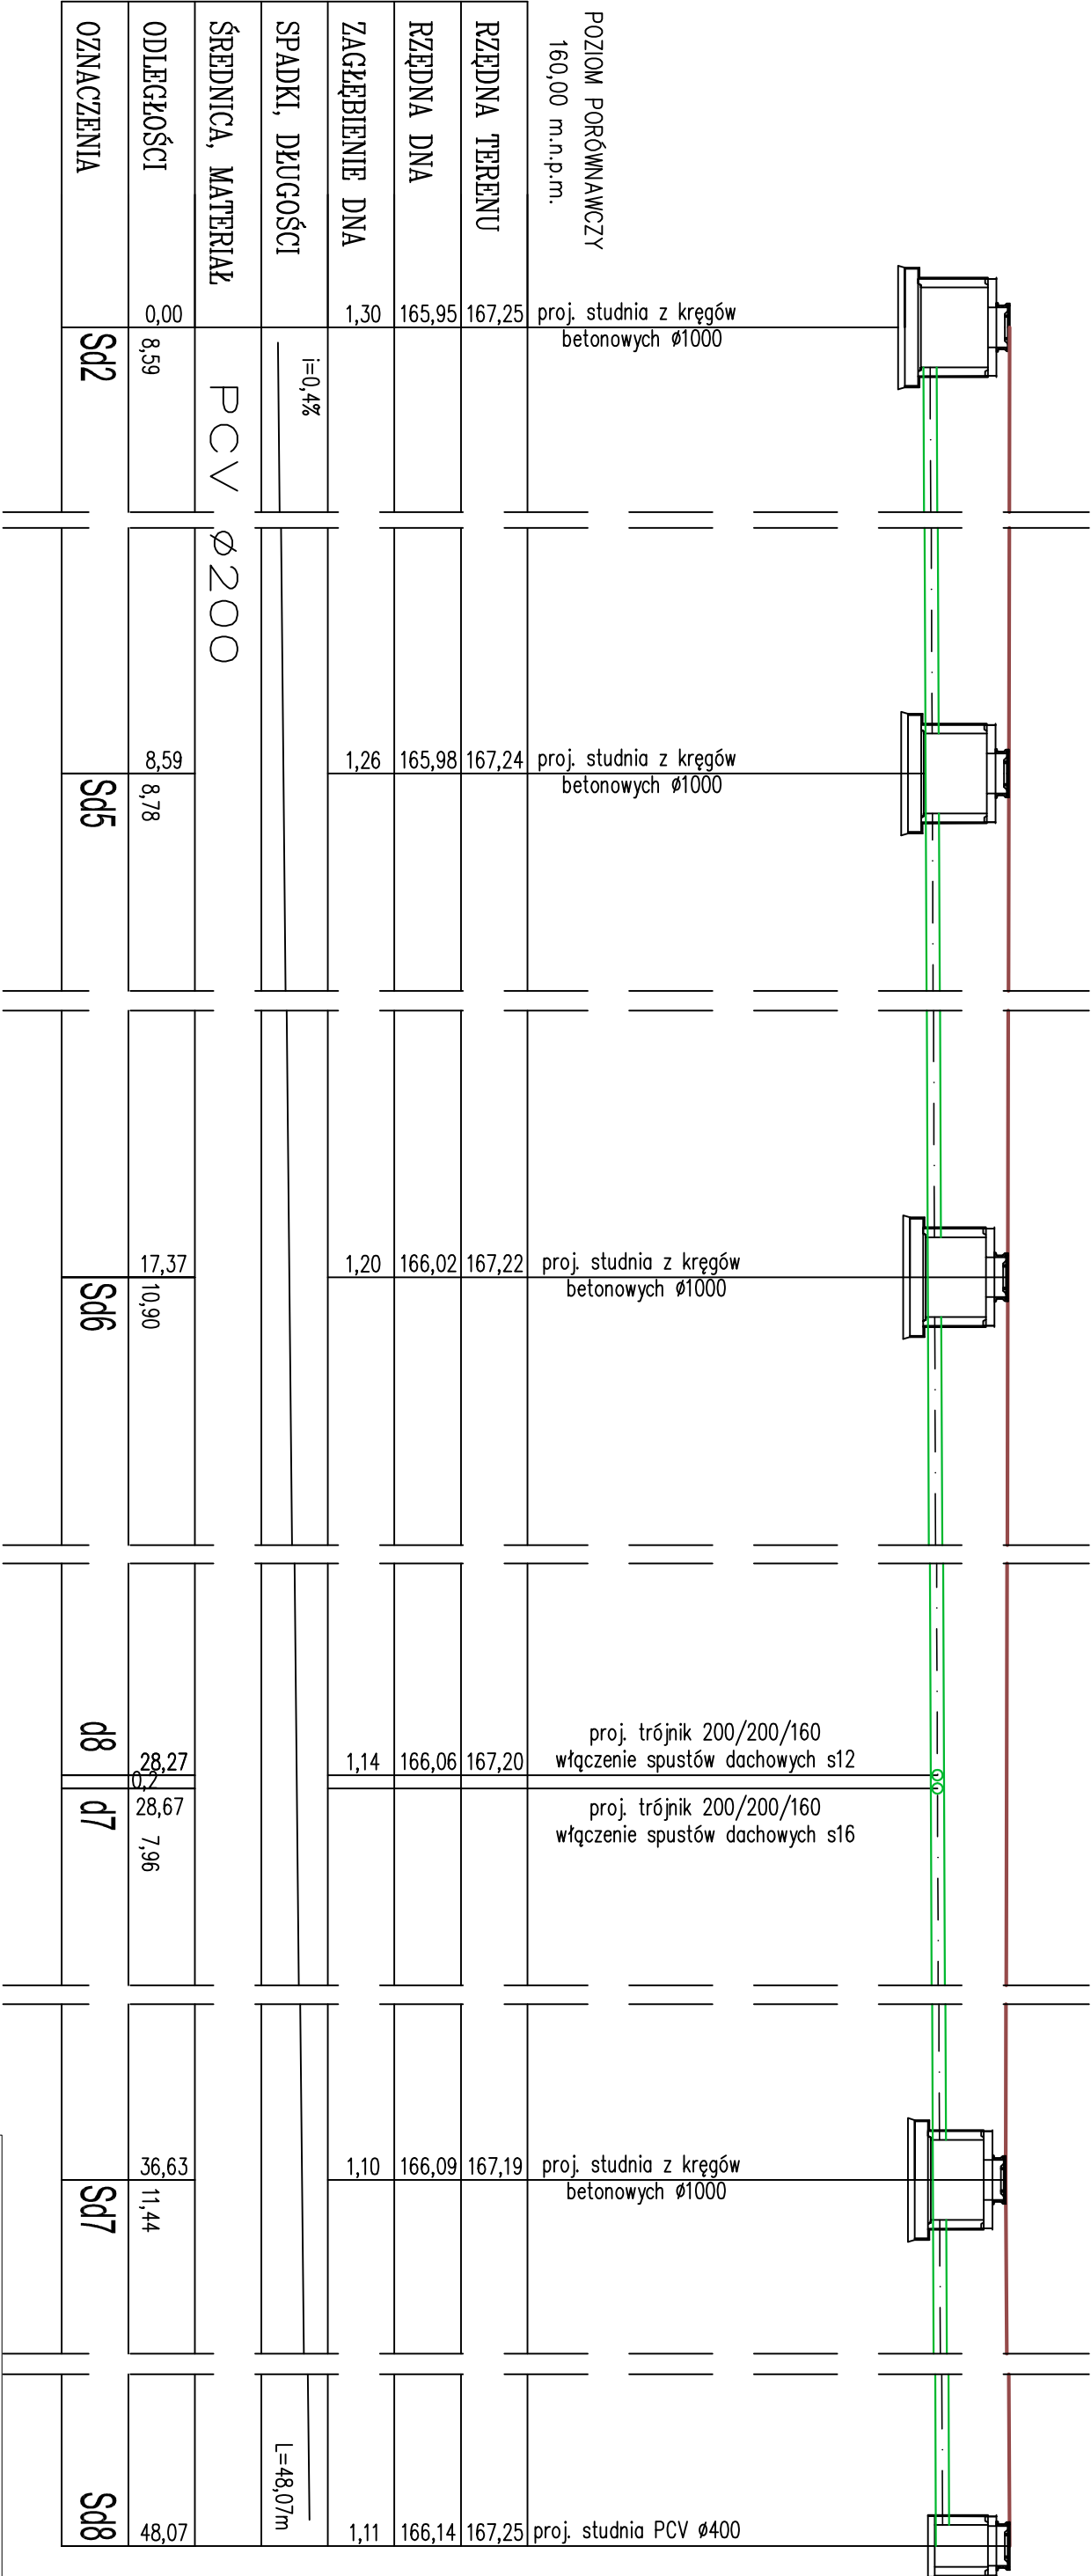 POZIOM PORÓWNAWCZY
160,00 m.n.p.m.
RZĘDNA TERENU
RZĘDNA DNA
ZAGŁĘBIENIE DNA
SPADKI, DŁUGOŚCI
ŚREDNICA, MATERIAŁ
ODLEGŁOŚCI
OZNACZENIA
0,00
1,30
165,95
167,25
proj. studnia z kręgów
betonowych Ø1000
8,59
Sd2
i=0,4%
PCV Ø200
8,59
1,26
165,98
167,24
proj. studnia z kręgów
betonowych Ø1000
8,78
Sd5
17,37
1,20
166,02
167,22
proj. studnia z kręgów
betonowych Ø1000
10,90
Sd6
proj. trójnik 200/200/160
włączenie spustów dachowych s12
28,27
1,14
166,06
167,20
d8
0,2
proj. trójnik 200/200/160
włączenie spustów dachowych s16
28,67
7,96
d7
36,63
1,10
166,09
167,19
proj. studnia z kręgów
betonowych Ø1000
11,44
Sd7
L=48,07m
48,07
1,11
166,14
167,25
proj. studnia PCV Ø400
Sd8